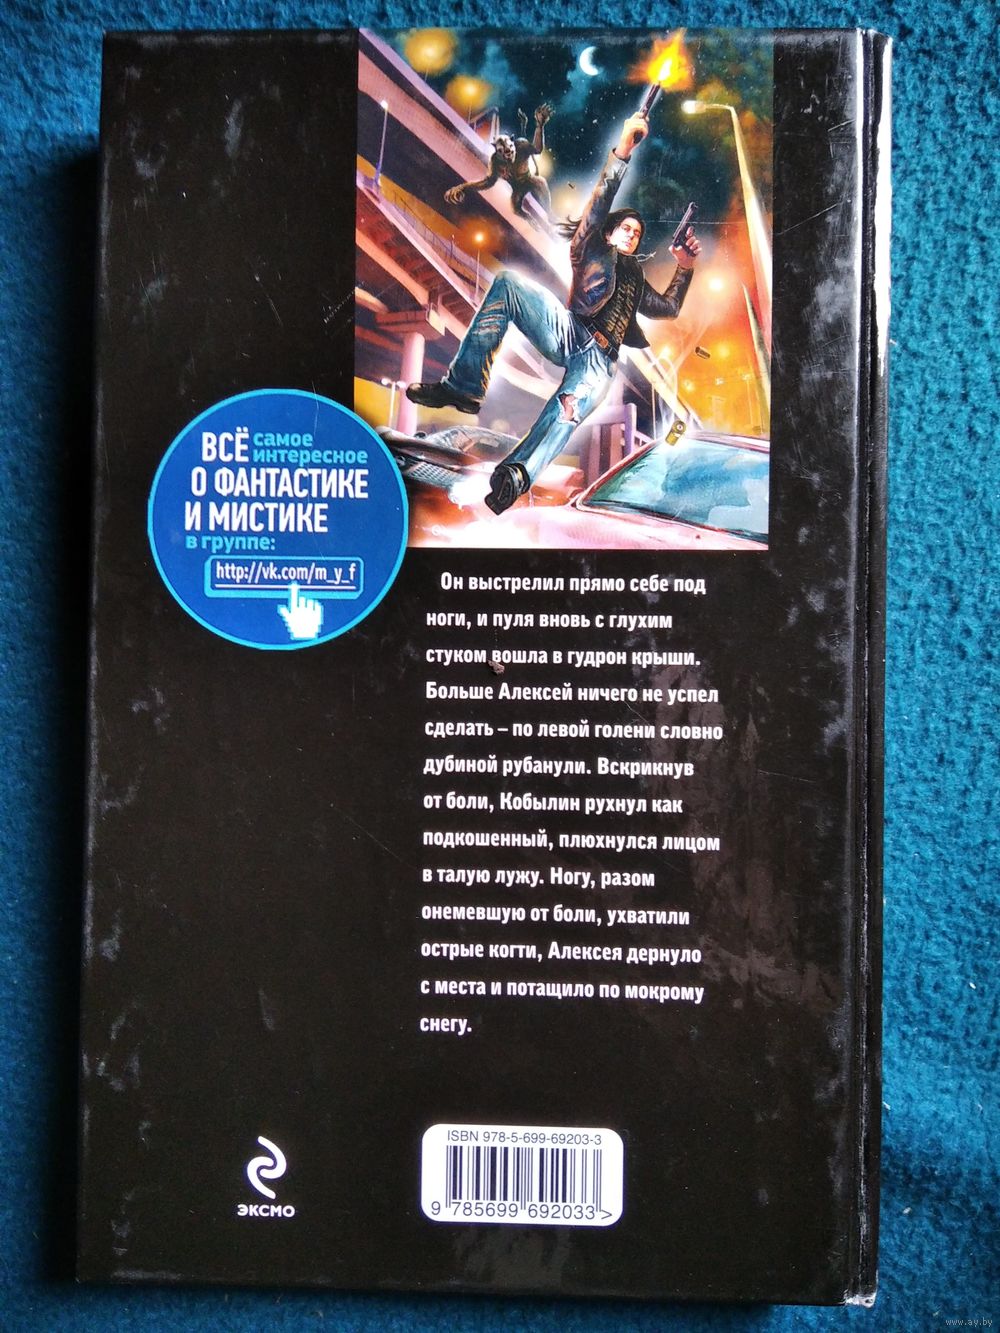 ВСЁ самое интересное
О ФАНТАСТИКЕ
И МИСТИКЕ
в группе:
http://vk.com/m_y_f
Он выстрелил прямо себе под
ноги, и пуля вновь с глухим
стуком вошла в гудрон крыши.
Больше Алексей ничего не успел
сделать – по левой голени словно
дубиной рубанули. Вскрикнув
от боли, Кобылин рухнул как
подкошенный, плюхнулся лицом
в талую лужу. Ногу, разом
онемевшую от боли, ухватили
острые когти, Алексея дернуло
с места и потащило по мокрому
снегу.
ЭКСМО
ISBN 978-5-699-69203-3
9 785699 692033 >
www.ay.by